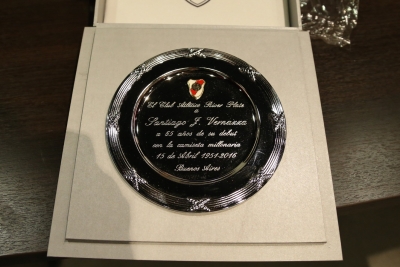 El Club Atlético River Plate
a
Santiago J. Vernazza
a 65 años de su debut
con la camiseta millonaria
15 de Abril 1951-2016
Buenos Aires